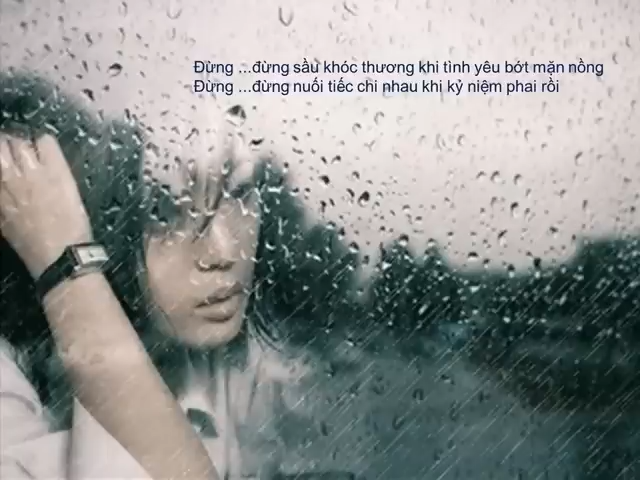 Đừng ...đừng sầu khóc thương khi tình yêu bớt mặn nồng
Đừng ...đừng nuối tiếc chi nhau khi kỷ niệm phai rồi